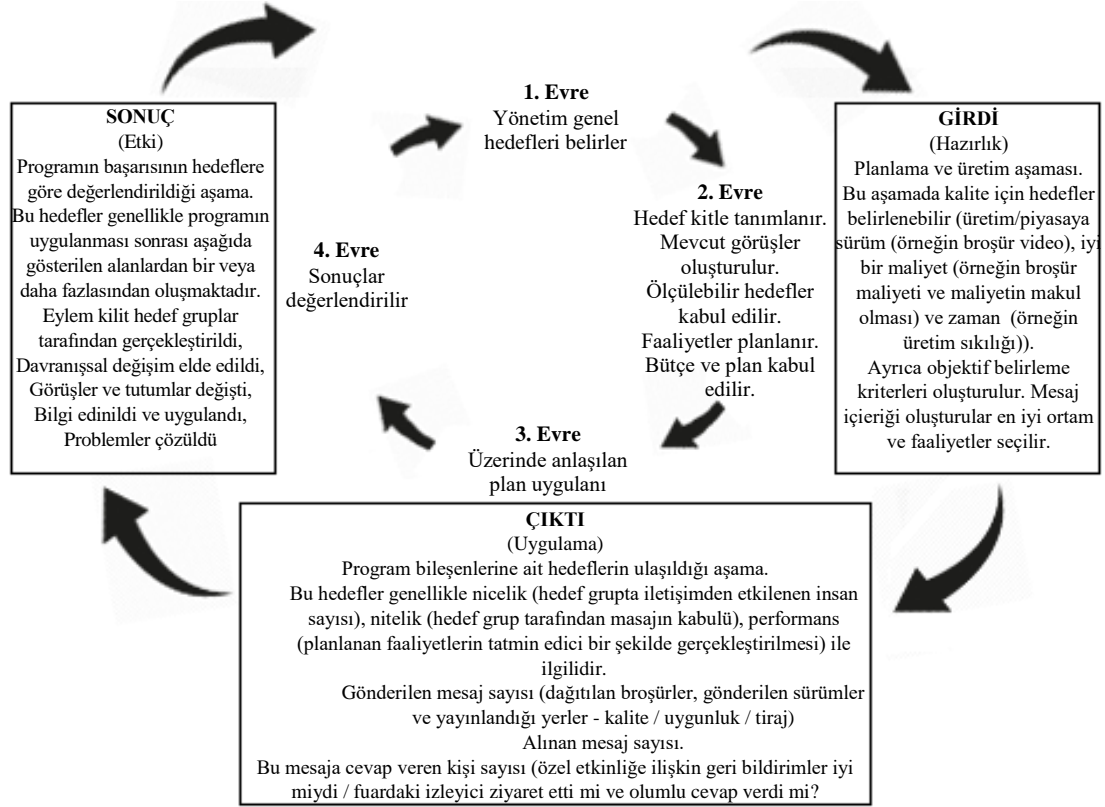 1. Evre
Yönetim genel
hedefleri belirler
SONUÇ
(Etki)
Programın başarısının hedeflere
göre değerlendirildiği aşama.
Bu hedefler genellikle programın
uygulanması sonrası aşağıda
gösterilen alanlardan bir veya
daha fazlasından oluşmaktadır.
Eylem kilit hedef gruplar
tarafından gerçekleştirildi,
Davranışsal değişim elde edildi,
Görüşler ve tutumlar değişti,
Bilgi edinildi ve uygulandı,
Problemler çözüldü
GİRDİ
(Hazırlık)
Planlama ve üretim aşaması.
Bu aşamada kalite için hedefler
belirlenebilir (üretim/piyasaya
sürüm (örneğin broşür video), iyi
bir maliyet (örneğin broşür
maliyeti ve maliyetin makul
olması) ve zaman (örneğin
üretim sıkılığı)).
Ayrıca objektif belirleme
kriterleri oluşturulur. Mesaj
içieriği oluşturular en iyi ortam
ve faaliyetler seçilir.
2. Evre
Hedef kitle tanımlanır.
Mevcut görüşler
oluşturulur.
Ölçülebilir hedefler
kabul edilir.
Faaliyetler planlanır.
Bütçe ve plan kabul
edilir.
4. Evre
Sonuçlar
değerlendirilir
3. Evre
Üzerinde anlaşılan
plan uygulanı
ÇIKTI
(Uygulama)
Program bileşenlerine ait hedeflerin ulaşıldığı aşama.
Bu hedefler genellikle nicelik (hedef grupta iletişimden etkilenen insan
sayısı), nitelik (hedef grup tarafından masajın kabulü), performans
(planlanan faaliyetlerin tatmin edici bir şekilde gerçekleştirilmesi) ile
ilgilidir.
Gönderilen mesaj sayısı (dağıtılan broşürler, gönderilen sürümler
ve yayınlandığı yerler - kalite / uygunluk / tiraj)
Alınan mesaj sayısı.
Bu mesaja cevap veren kişi sayısı (özel etkinliğe ilişkin geri bildirimler iyi
miydi / fuardaki izleyici ziyaret etti mi ve olumlu cevap verdi mi?